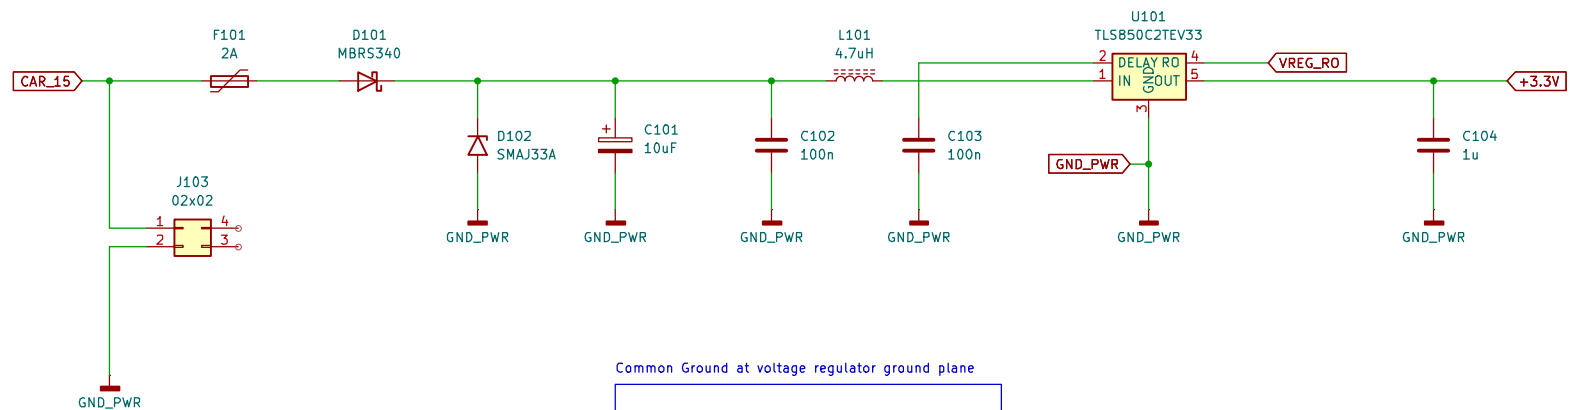 F101
2A
D101
MBRS340
L101
4.7uH
U101
TLS850C2TEV33
CAR_15
2
1
DELAY
IN
GND
RO
OUT
4
5
3
VREG_RO
+3.3V
D102
SMAJ33A
+
C101
10uF
C102
100n
C103
100n
GND_PWR
C104
1u
J103
02x02
1
2
4
3
GND_PWR
GND_PWR
GND_PWR
GND_PWR
GND_PWR
GND_PWR
Common Ground at voltage regulator ground plane
GND_PWR